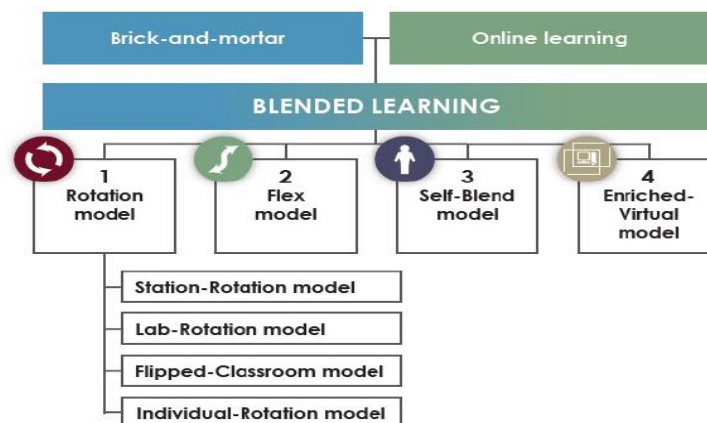 Brick-and-mortar
Online learning
BLENDED LEARNING
1
Rotation
model
2
Flex
model
3
Self-Blend
model
4
Enriched-
Virtual
model
Station-Rotation model
Lab-Rotation model
Flipped-Classroom model
Individual-Rotation model